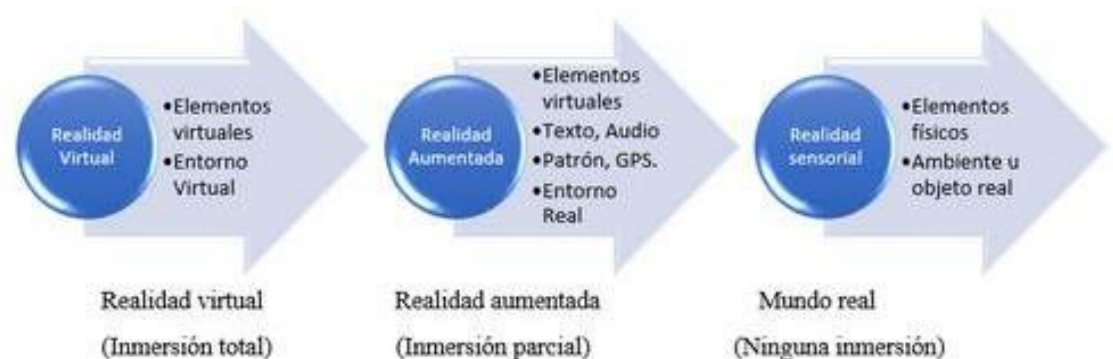 Realidad
Virtual
•Elementos
virtuales
•Entorno
Virtual
Realidad
Aumentada
•Elementos
virtuales
•Texto, Audio
•Patrón, GPS.
•Entorno
Real
Realidad
sensorial
•Elementos
físicos
•Ambiente u
objeto real
Realidad virtual
(Inmersión total)
Realidad aumentada
(Inmersión parcial)
Mundo real
(Ninguna inmersión)